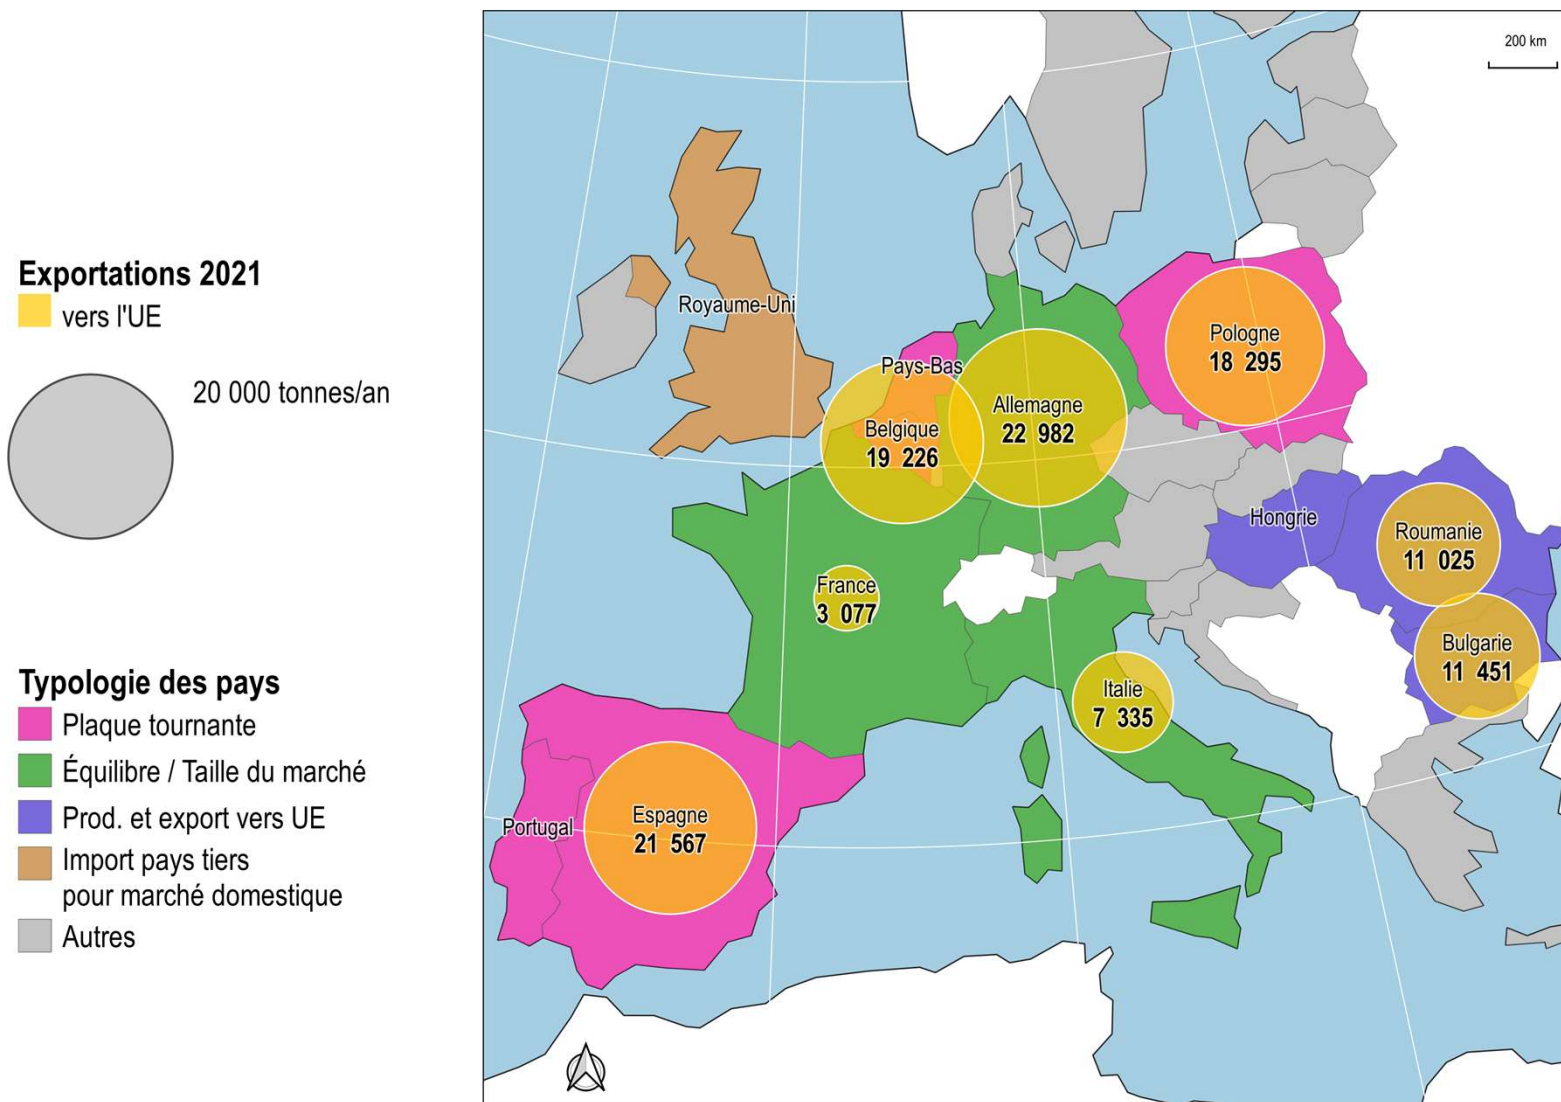 Exportations 2021
vers l'UE
20 000 tonnes/an
Typologie des pays
Plaque tournante
Équilibre / Taille du marché
Prod. et export vers UE
Import pays tiers
pour marché domestique
Autres
200 km
Royaume-Uni
Pays-Bas
Belgique
19 226
Allemagne
22 982
Pologne
18 295
Hongrie
Roumanie
11 025
Bulgarie
11 451
France
3 077
Italie
7 335
Portugal
Espagne
21 567